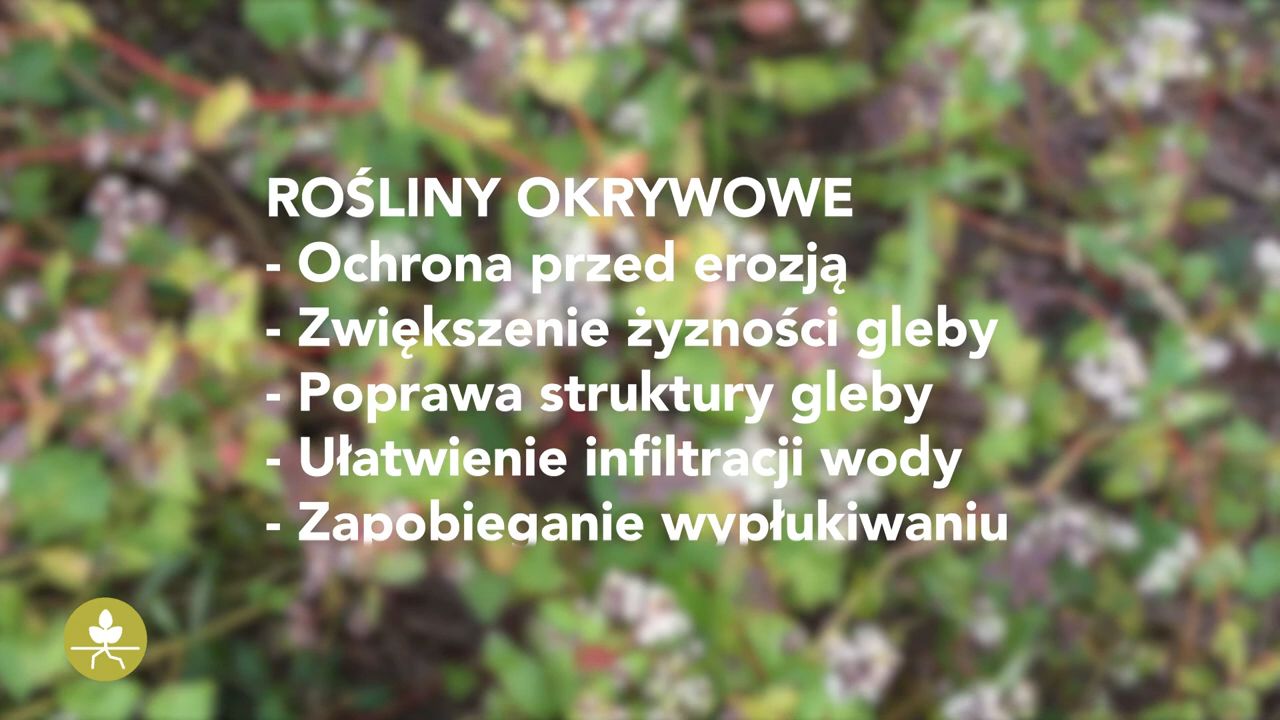 ROŚLINY OKRYWOWE
- Ochrona przed erozją
- Zwiększenie żyzności gleby
- Poprawa struktury gleby
- Ułatwienie infiltracji wody
- Zapobieganie wypłukiwaniu